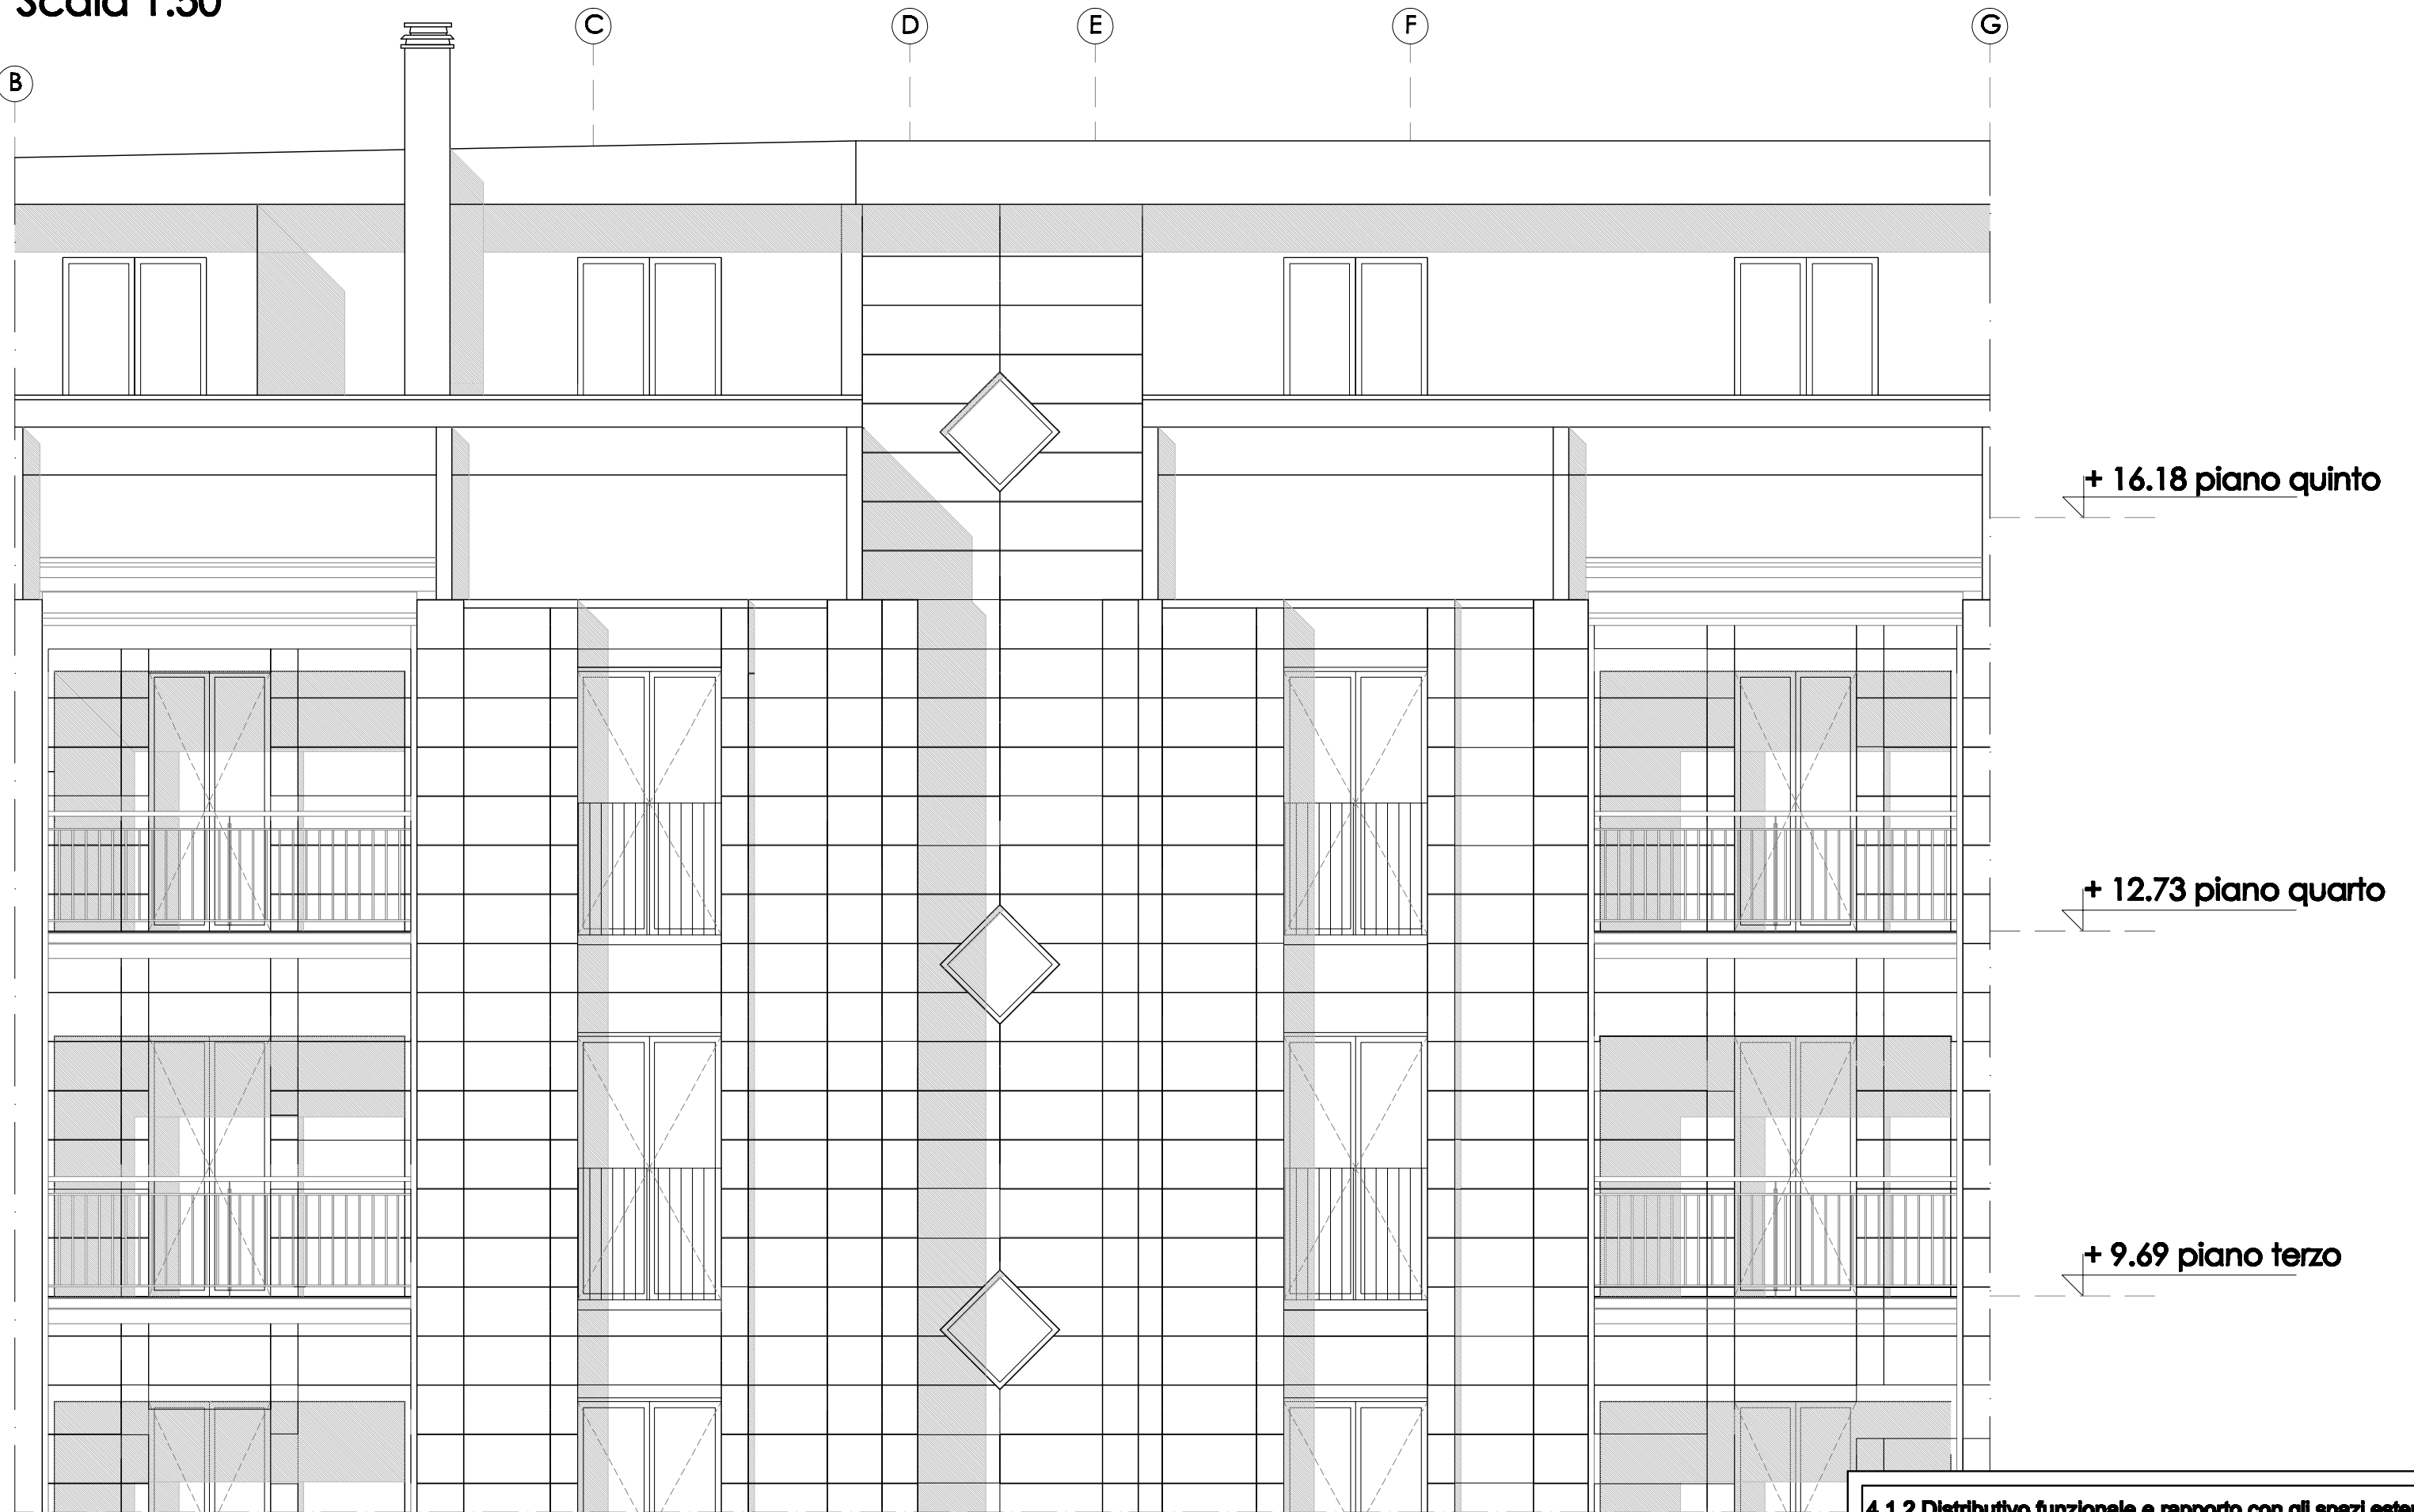 Scala 1:50
B
C
D
E
F
G
+ 16.18 piano quinto
+ 12.73 piano quarto
+ 9.69 piano terzo
4.1.2 Distributivo funzionale e rapporto con gli spazi